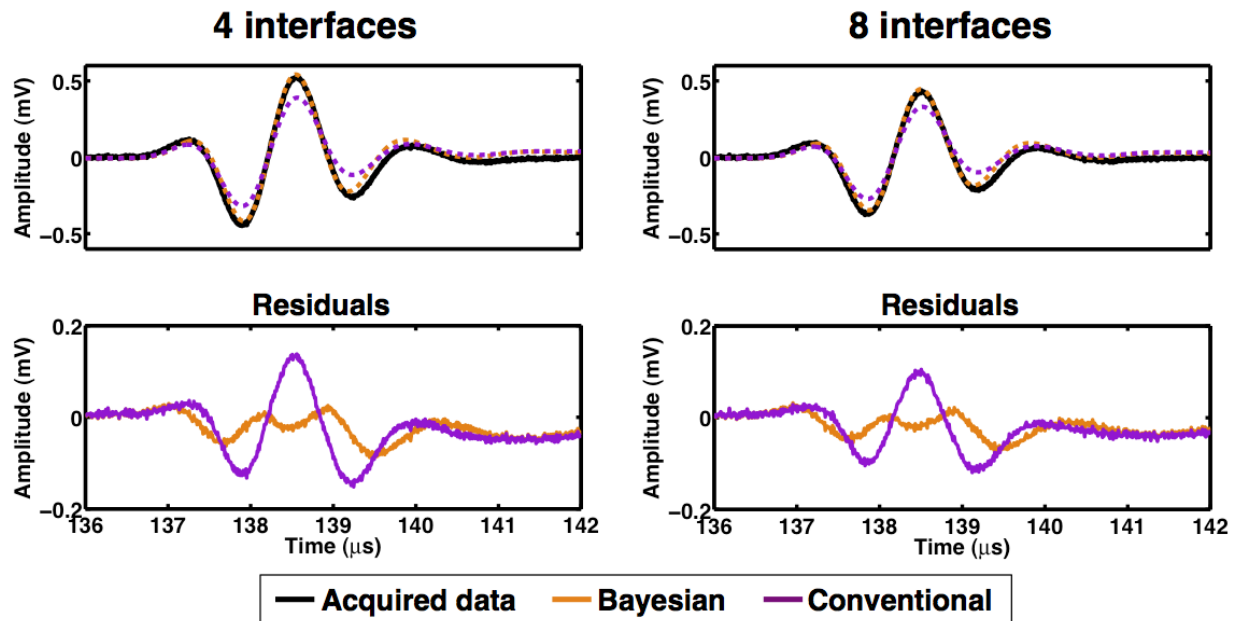 4 interfaces
8 interfaces
Amplitude (mV)
0.5
0
−0.5
Amplitude (mV)
0.5
0
−0.5
Residuals
Residuals
Amplitude (mV)
0.2
0
−0.2
136 137 138 139 140 141 142
Time (μs)
Amplitude (mV)
0.2
0
−0.2
136 137 138 139 140 141 142
Time (μs)
Acquired data Bayesian Conventional